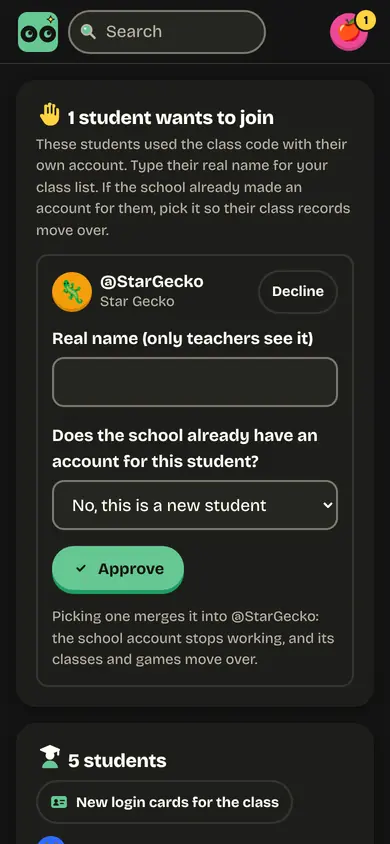 Search
1
1 student wants to join
These students used the class code with their
own account. Type their real name for your
class list. If the school already made an
account for them, pick it so their class records
move over.
@StarGecko
Star Gecko
Decline
Real name (only teachers see it)
Does the school already have an
account for this student?
No, this is a new student
Approve
Picking one merges it into @StarGecko:
the school account stops working, and its
classes and games move over.
5 students
New login cards for the class